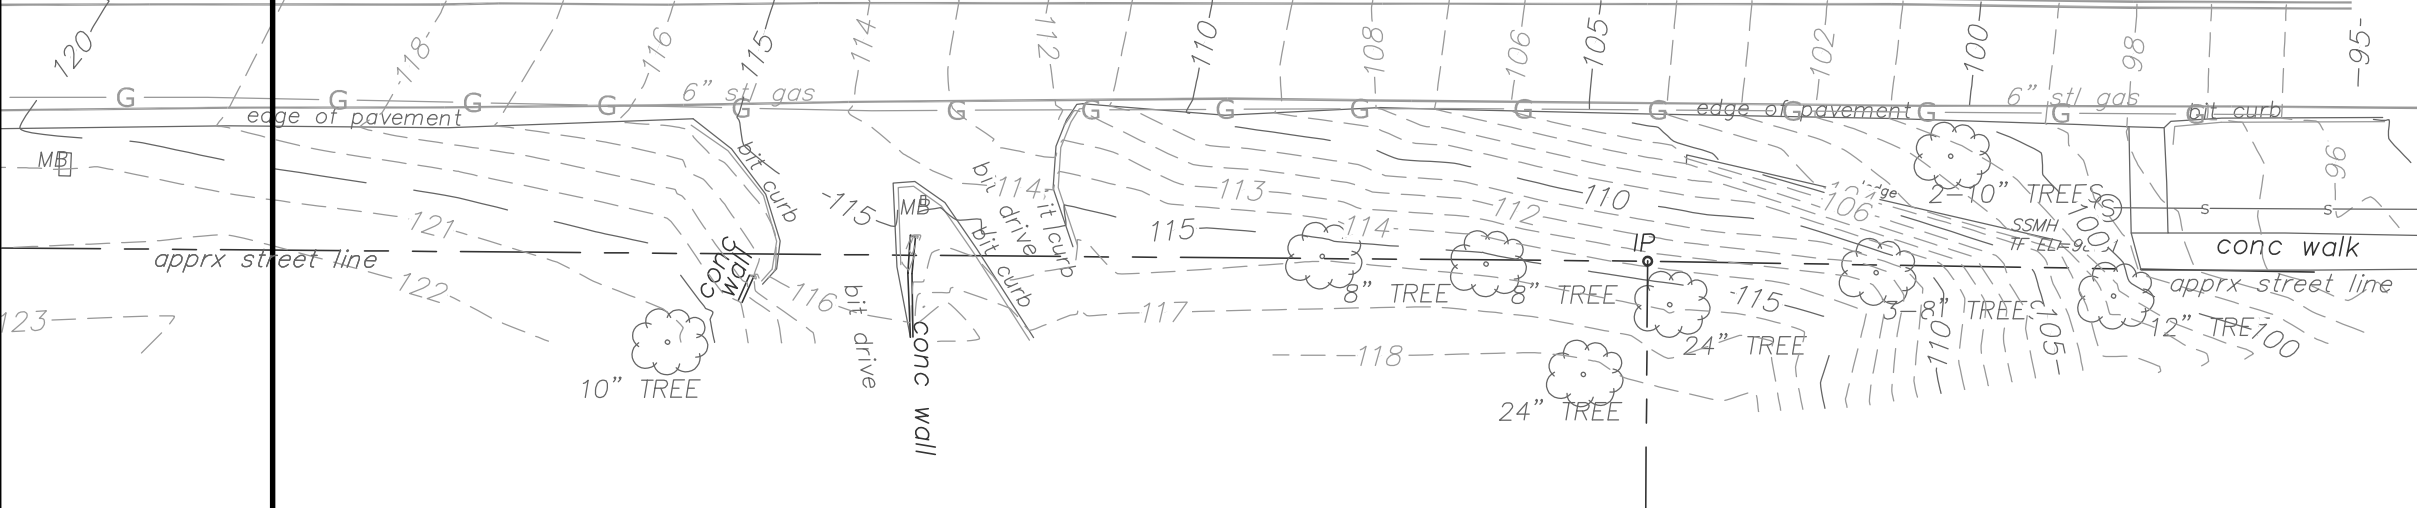 120
118
116
115
114
112
110
108
106
105
102
100
98
95
G G G G 6" stl gas G G G G G G G G G 6" stl gas G G
edge of pavement
edge of pavement
bit curb
MB
bit curb
115
MB
bit
114
drive
bit curb
bit curb
113
114
112
110
106
2-10" TREES
S
s
s
96
121
115
IP
100
SSMH
conc walk
apprx street line
conc
wall
122
116
bit drive
117
8" TREE
8" TREE
115
3-8" TREES
apprx street line
123
conc wall
118
24" TREE
110
105
12" TREE
100
10" TREE
24" TREE